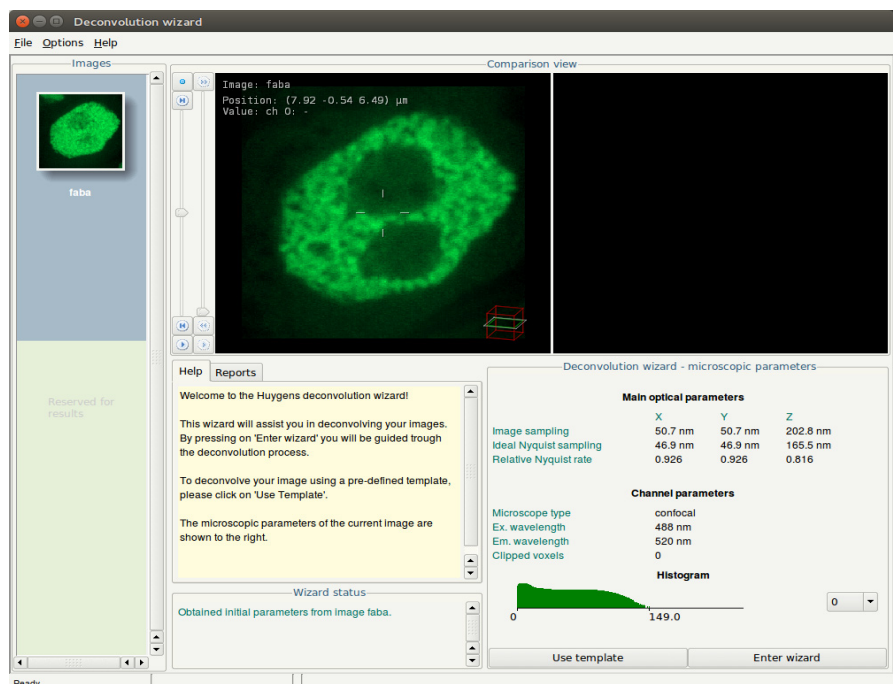 Deconvolution wizard
File Options Help
Images
faba
Reserved for
results
Comparison view
Image: faba
Position: (7.92 -0.54 6.49) µm
Value: ch 0: -
Help Reports
Welcome to the Huygens deconvolution wizard!
This wizard will assist you in deconvolving your images.
By pressing on 'Enter wizard' you will be guided trough
the deconvolution process.
To deconvolve your image using a pre-defined template,
please click on 'Use Template'.
The microscopic parameters of the current image are
shown to the right.
Wizard status
Obtained initial parameters from image faba.
Deconvolution wizard - microscopic parameters
Main optical parameters
X Y Z
Image sampling 50.7 nm 50.7 nm 202.8 nm
Ideal Nyquist sampling 46.9 nm 46.9 nm 165.5 nm
Relative Nyquist rate 0.926 0.926 0.816
Channel parameters
Microscope type confocal
Ex. wavelength 488 nm
Em. wavelength 520 nm
Clipped voxels 0
Histogram
0 149.0
0
Use template Enter wizard
Ready